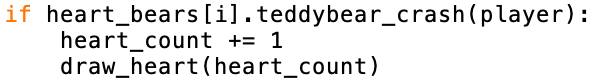 if heart_bears[i].teddybear_crash(player):
    heart_count += 1
    draw_heart(heart_count)